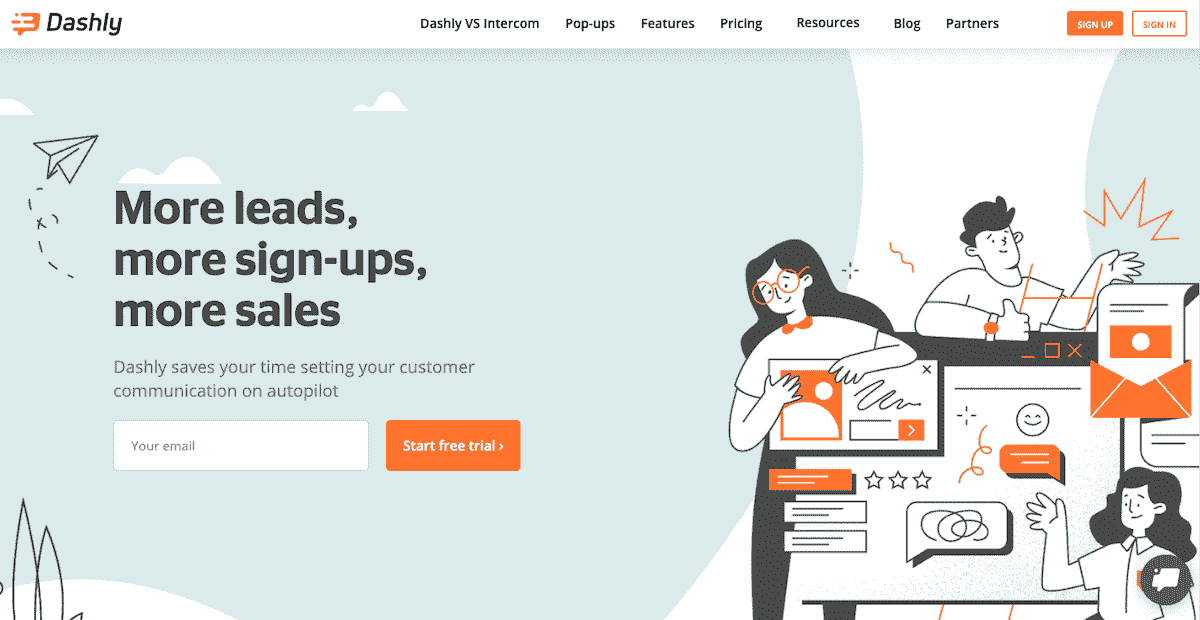 Dashly
Dashly VS Intercom Pop-ups Features Pricing Resources Blog Partners SIGN UP SIGN IN
More leads,
more sign-ups,
more sales
Dashly saves your time setting your customer
communication on autopilot
Your email
Start free trial ›